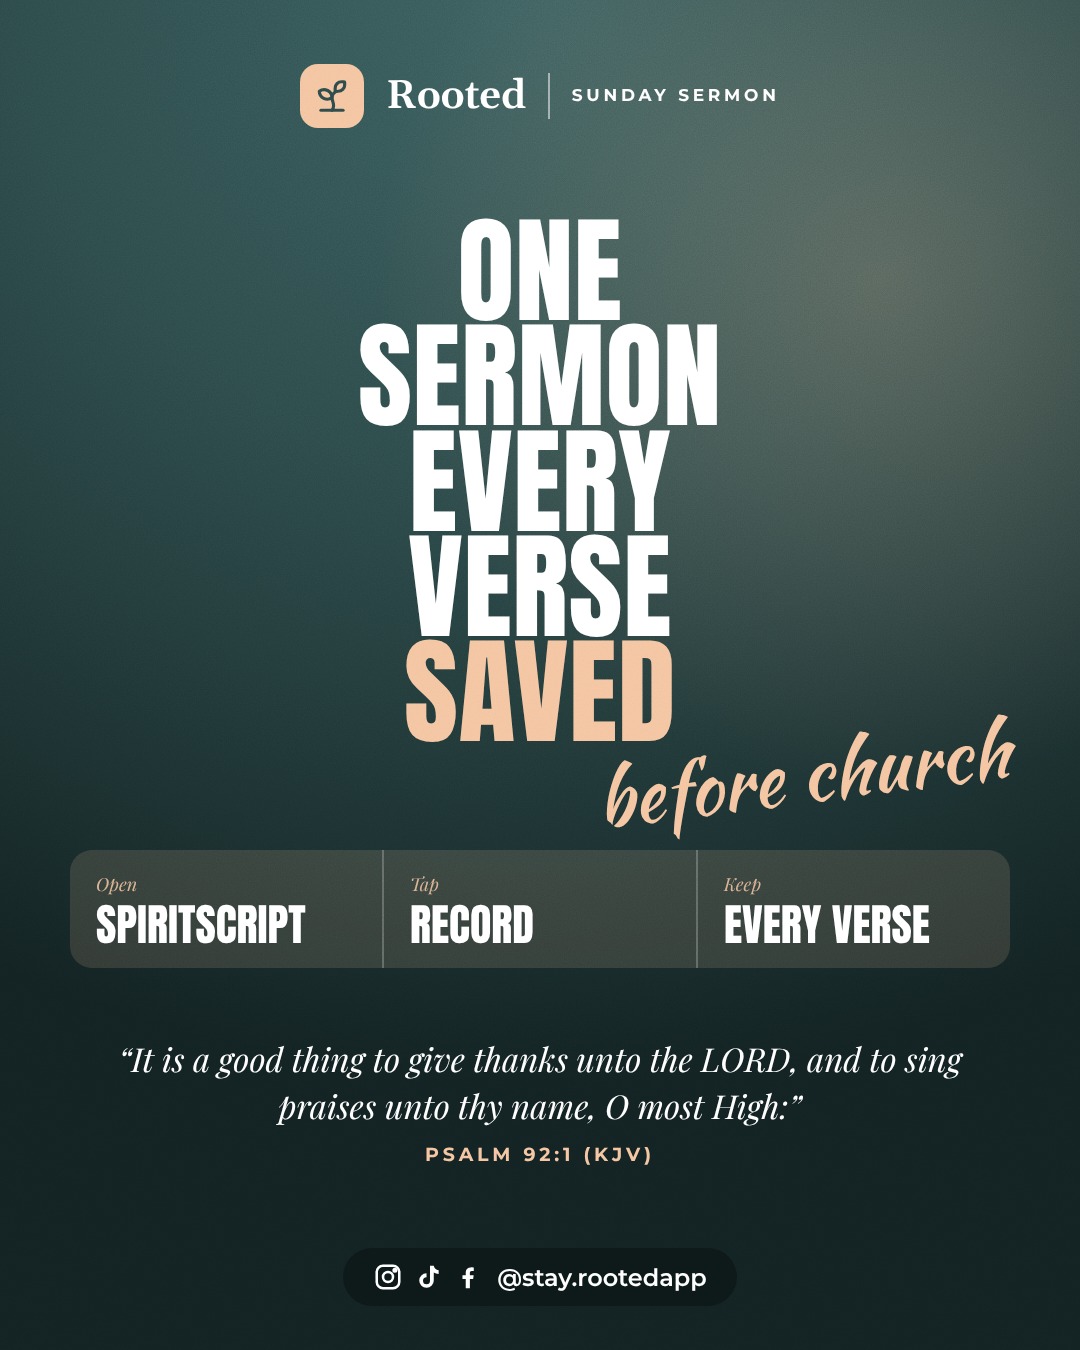 Rooted SUNDAY SERMON
ONE
SERMON
EVERY
VERSE
SAVED
before church
Open Tap Keep
SPIRITSCRIPT RECORD EVERY VERSE
“It is a good thing to give thanks unto the LORD, and to sing
praises unto thy name, O most High:”
PSALM 92:1 (KJV)
@stay.rootedapp